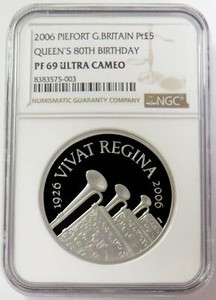 2006 PIEFORT G.BRITAIN Pt£5
QUEEN'S 80TH BIRTHDAY
PF 69 ULTRA CAMEO
8383575-003
NUMISMATIC GUARANTY COMPANY
NGC
1926 VIVAT REGINA 2006